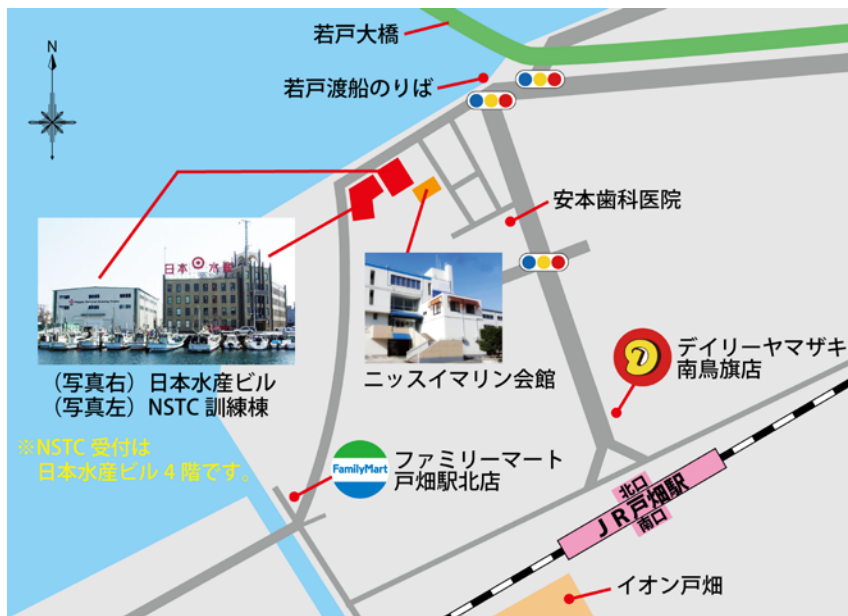 若戸大橋
若戸渡船のりば
N
安本歯科医院
日本 水産
デイリーヤマザキ
南鳥旗店
ニッスイマリン会館
（写真右）日本水産ビル
（写真左）NSTC 訓練棟
※NSTC 受付は
日本水産ビル 4 階です。
FamilyMart
ファミリーマート
戸畑駅北店
北口
ＪＲ戸畑駅
南口
イオン戸畑